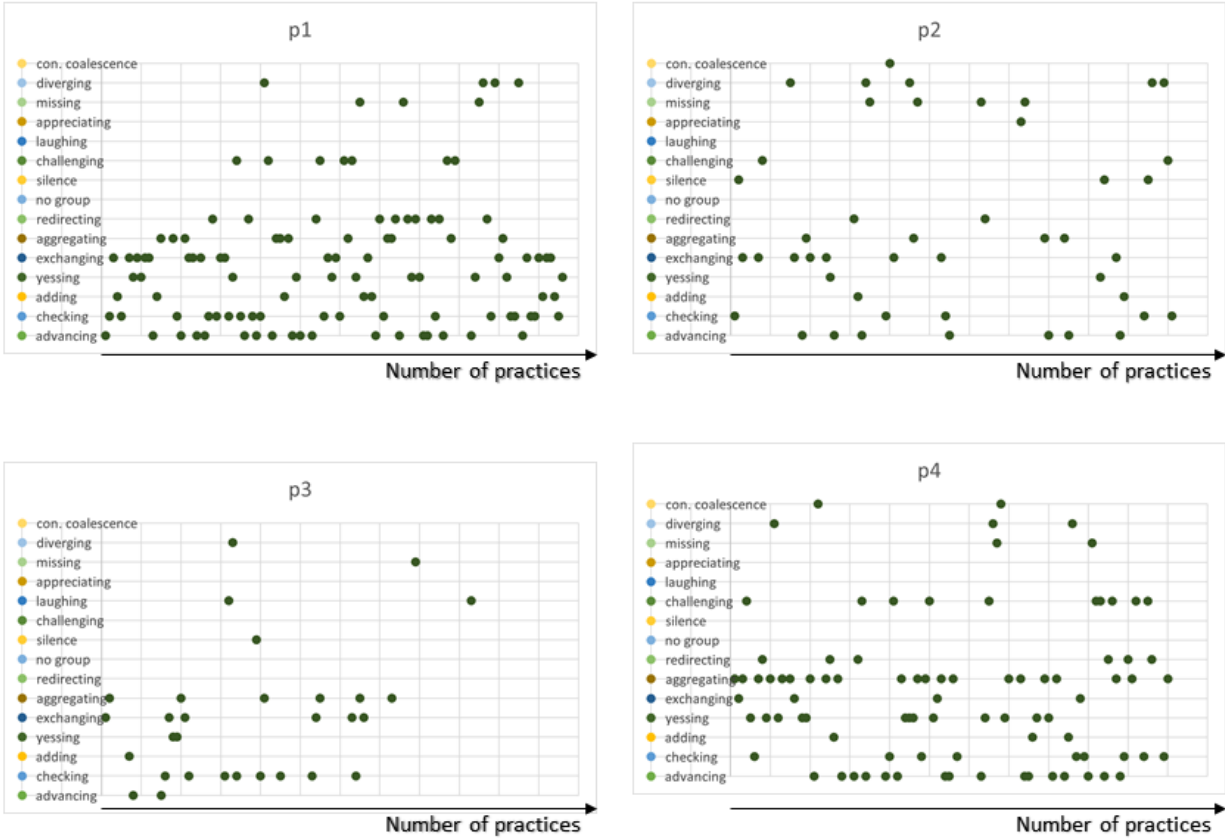 p1
con. coalescence
diverging
missing
appreciating
laughing
challenging
silence
no group
redirecting
aggregating
exchanging
yessing
adding
checking
advancing
Number of practices
p2
con. coalescence
diverging
missing
appreciating
laughing
challenging
silence
no group
redirecting
aggregating
exchanging
yessing
adding
checking
advancing
Number of practices
p3
con. coalescence
diverging
missing
appreciating
laughing
challenging
silence
no group
redirecting
aggregating
exchanging
yessing
adding
checking
advancing
Number of practices
p4
con. coalescence
diverging
missing
appreciating
laughing
challenging
silence
no group
redirecting
aggregating
exchanging
yessing
adding
checking
advancing
Number of practices